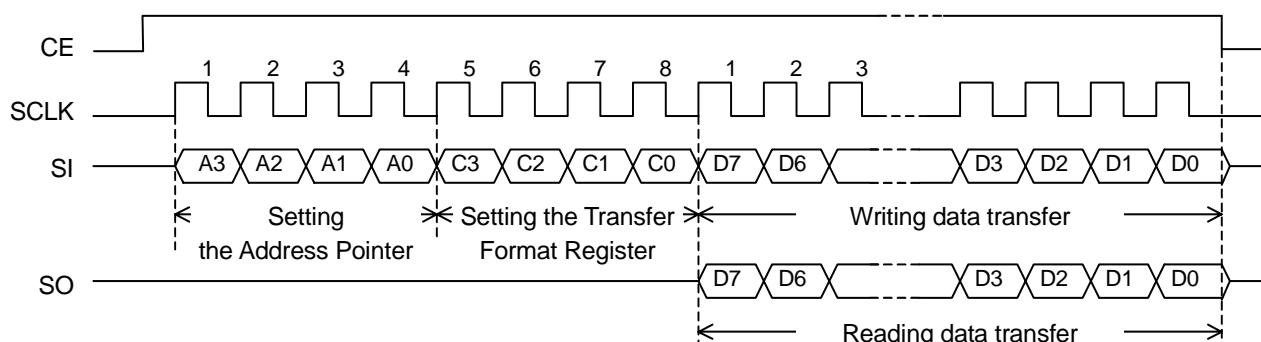 CE
1 2 3 4 5 6 7 8 1 2 3
SCLK
SI A3 A2 A1 A0 C3 C2 C1 C0 D7 D6 D3 D2 D1 D0
Setting Setting the Transfer Writing data transfer
the Address Pointer Format Register
SO D7 D6 D3 D2 D1 D0
Reading data transfer